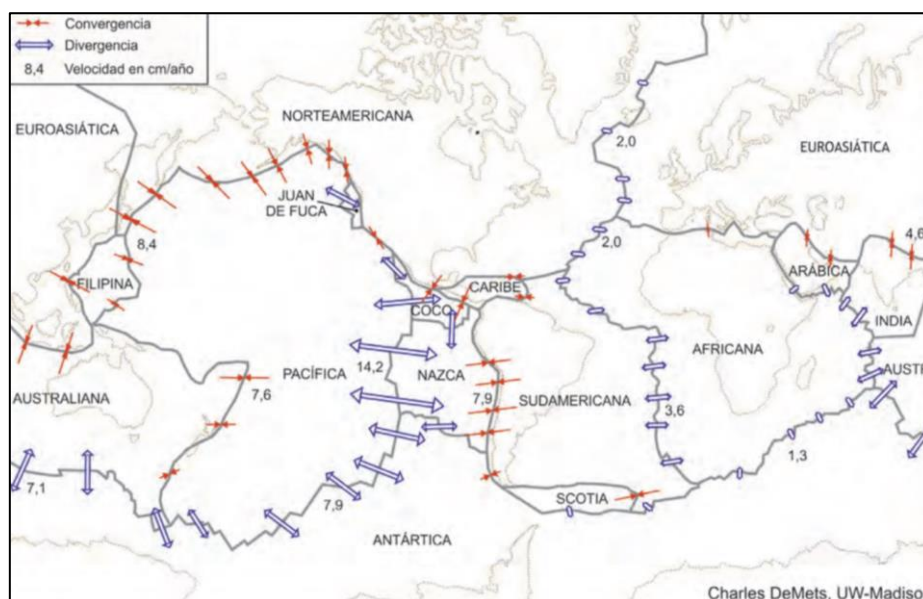 Convergencia
Divergencia
8,4 Velocidad en cm/año
EUROASIÁTICA
NORTEAMERICANA
EUROASIÁTICA
2,0
JUAN
DE FUCA
8,4
2,0
4,6
FILIPINA
CARIBE
ARÁBICA
COCO
INDIA
AFRICANA
PACÍFICA
14,2
NAZCA
AUSTR
AUSTRALIANA
7,6
7,9
SUDAMERICANA
3,6
1,3
7,1
7,9
SCOTIA
ANTÁRTICA
Charles DeMets, UW-Madiso